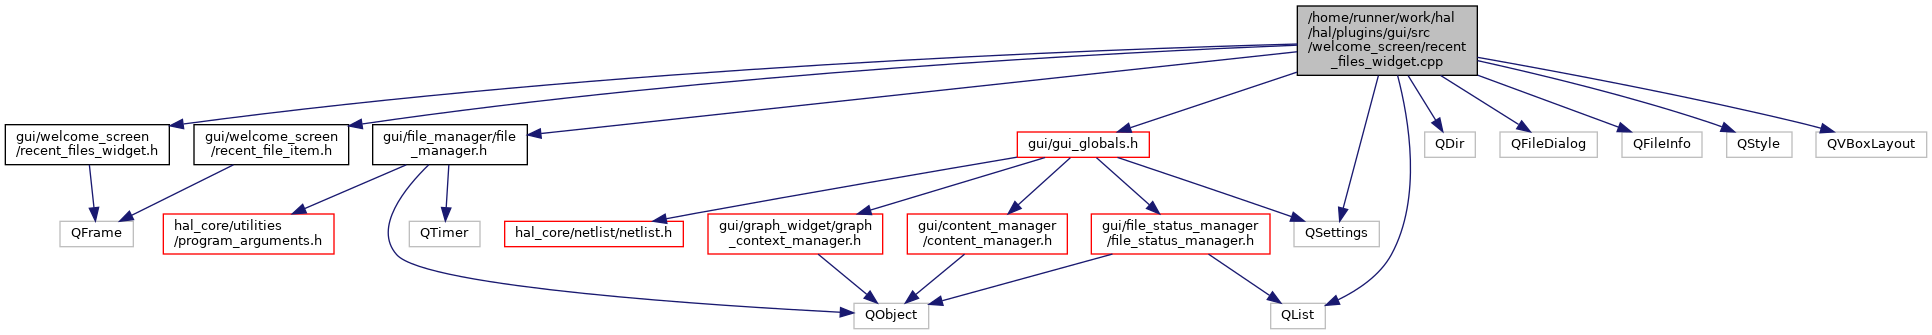 /home/runner/work/hal
/hal/plugins/gui/src
/welcome_screen/recent
_files_widget.cpp
gui/welcome_screen
/recent_files_widget.h
gui/welcome_screen
/recent_file_item.h
gui/file_manager/file
_manager.h
gui/gui_globals.h
QDir
QFileDialog
QFileInfo
QStyle
QVBoxLayout
QFrame
hal_core/utilities
/program_arguments.h
QTimer
hal_core/netlist/netlist.h
gui/graph_widget/graph
_context_manager.h
gui/content_manager
/content_manager.h
gui/file_status_manager
/file_status_manager.h
QSettings
QObject
QList